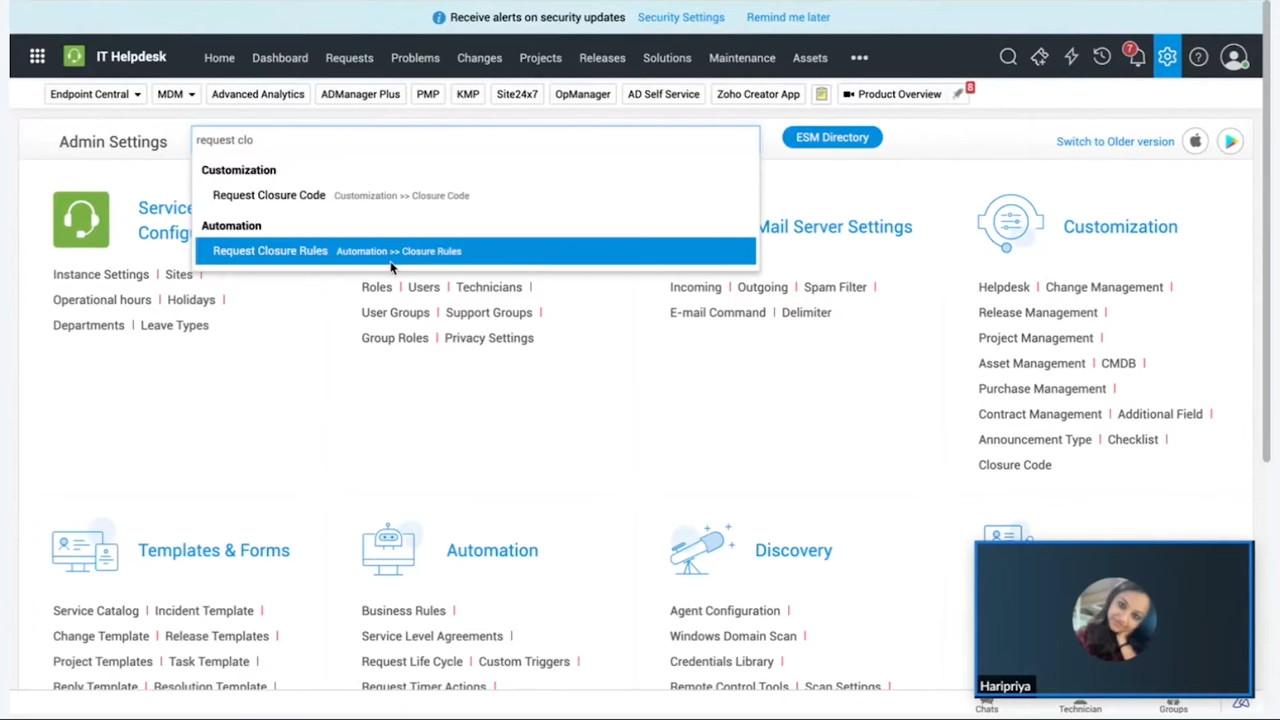 Receive alerts on security updates Security Settings Remind me later
IT Helpdesk Home Dashboard Requests Problems Changes Projects Releases Solutions Maintenance Assets ••• 7
Endpoint Central MDM Advanced Analytics ADManager Plus PMP KMP Site24x7 OpManager AD Self Service Zoho Creator App Product Overview 8
Admin Settings request clo ESM Directory Switch to Older version
Customization
Request Closure Code Customization >> Closure Code
Automation
Request Closure Rules Automation >> Closure Rules
Mail Server Settings
Customization
Instance Settings | Sites |
Operational hours | Holidays |
Departments | Leave Types
Roles | Users | Technicians |
User Groups | Support Groups |
Group Roles | Privacy Settings
Incoming | Outgoing | Spam Filter |
E-mail Command | Delimiter
Helpdesk | Change Management |
Release Management |
Project Management |
Asset Management | CMDB |
Purchase Management |
Contract Management | Additional Field |
Announcement Type | Checklist |
Closure Code
Templates & Forms
Service Catalog | Incident Template |
Change Template | Release Templates |
Project Templates | Task Template |
Reply Template | Resolution Template
Automation
Business Rules |
Service Level Agreements |
Request Life Cycle | Custom Triggers |
Request Timer Actions |
Discovery
Agent Configuration |
Windows Domain Scan |
Credentials Library |
Remote Control Tools | Scan Settings |
Haripriya
Chats Technician Groups